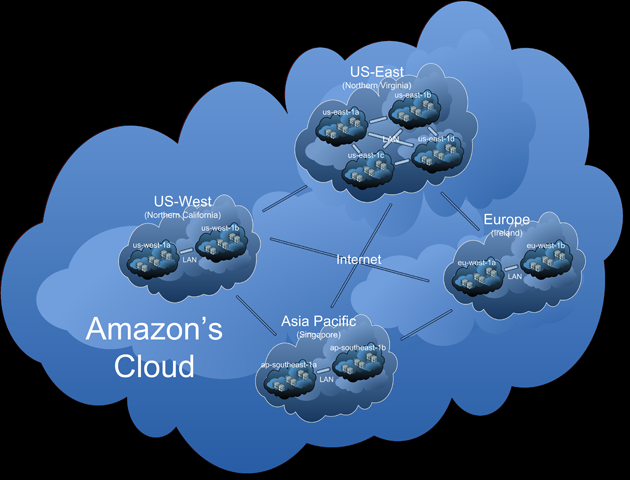 US-East
(Northern Virginia)
us-east-1b
us-east-1a
LAN
us-east-1d
us-east-1c
US-West
(Northern California)
us-west-1b
us-west-1a
LAN
Europe
(Ireland)
eu-west-1b
eu-west-1a
LAN
Internet
Asia Pacific
(Singapore)
ap-southeast-1b
ap-southeast-1a
LAN
Amazon's
Cloud